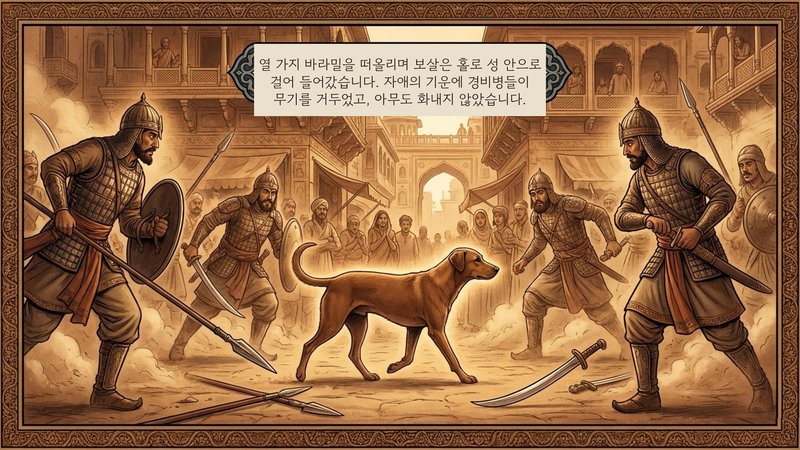 열 가지 바라밀을 떠올리며 보살은 홀로 성 안으로
걸어 들어갔습니다. 자애의 기운에 경비병들이
무기를 거두었고, 아무도 화내지 않았습니다.